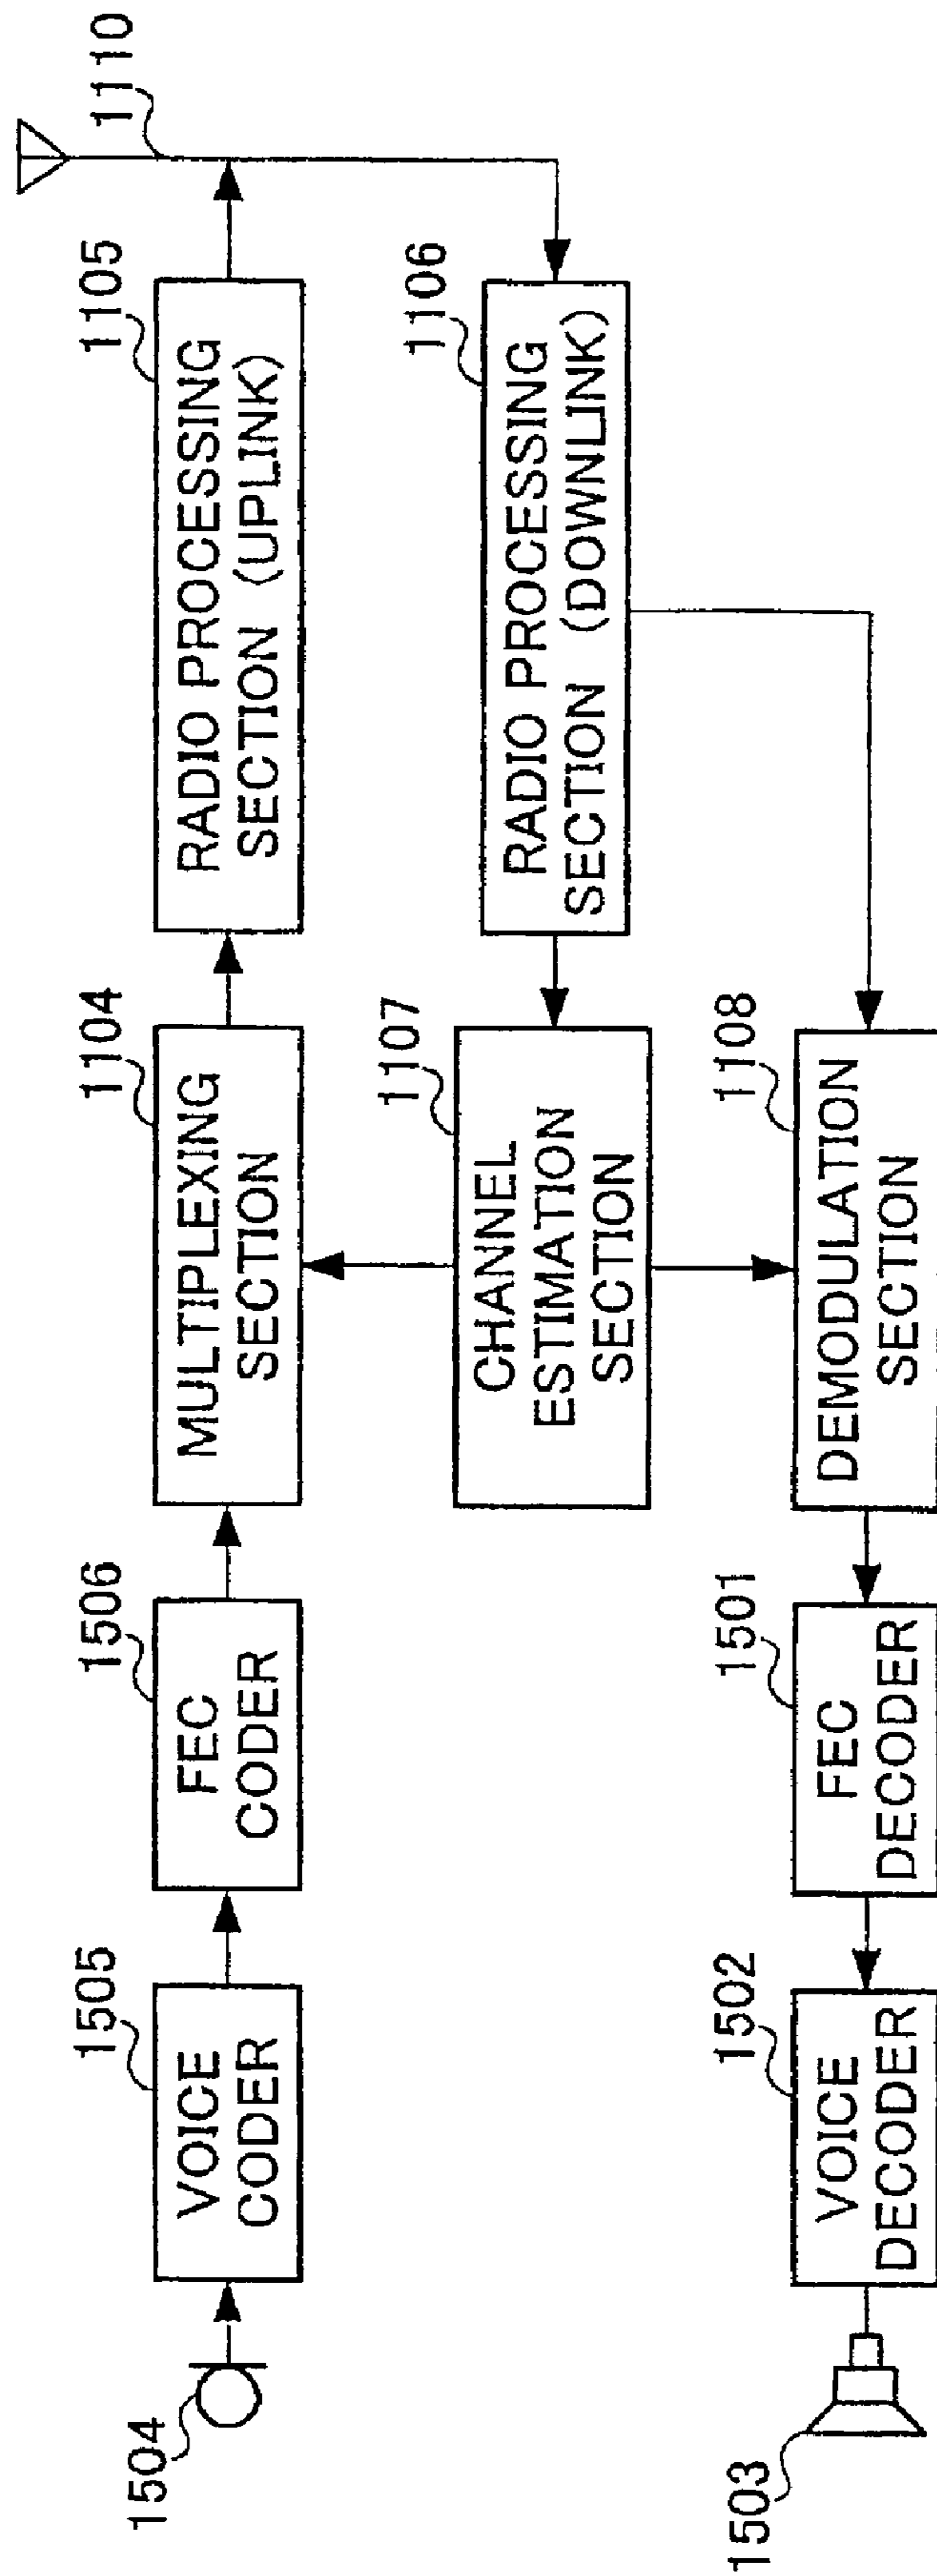 1504
1505
VOICE
CODER
1506
FEC
CODER
1104
MULTIPLEXING
SECTION
1105
RADIO PROCESSING
SECTION (UPLINK)
1110
1107
CHANNEL
ESTIMATION
SECTION
1106
RADIO PROCESSING
SECTION (DOWNLINK)
1503
1502
VOICE
DECODER
1501
FEC
DECODER
1108
DEMODULATION
SECTION